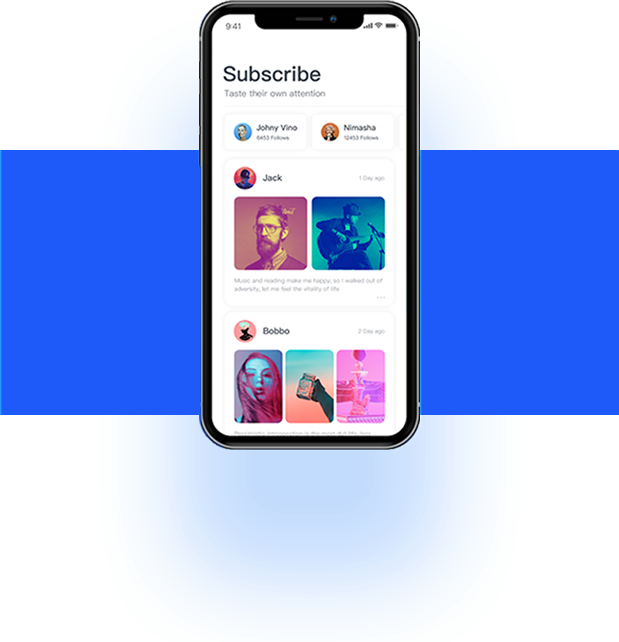 9:41
Subscribe
Taste their own attention
Johny Vino
6453 Follows
Nimasha
12453 Follows
Jack
1 Day ago
Music and reading make me happy, so I walked out of
adversity, let me feel the vitality of life
Bobbo
2 Day ago